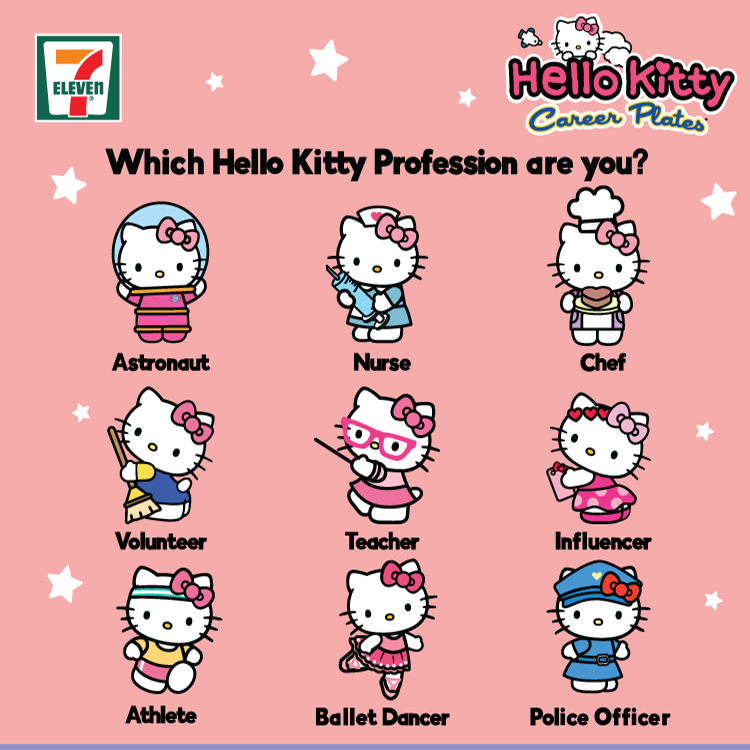 7
ELEVEN
®
Hello Kitty
Career Plates
Which Hello Kitty Profession are you?
Astronaut
Nurse
Chef
Volunteer
Teacher
Influencer
Athlete
Ballet Dancer
Police Officer